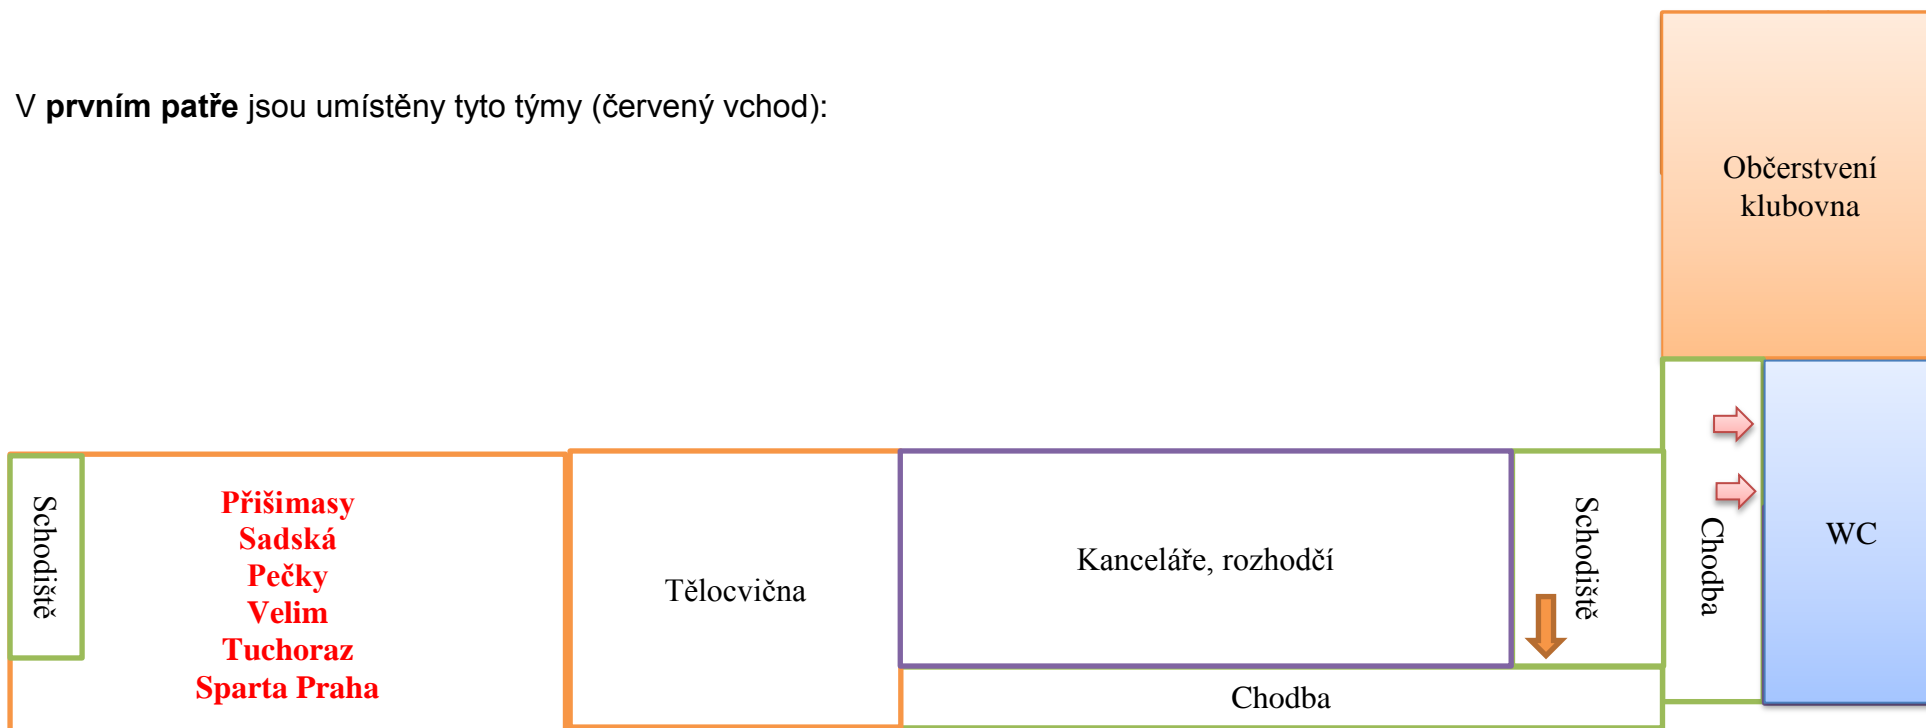 V prvním patře jsou umístěny tyto týmy (červený vchod):
Občerstvení
klubovna
Schodiště
Přišimasy
Sadská
Pečky
Velim
Tuchoraz
Sparta Praha
Tělocvična
Kanceláře, rozhodčí
Schodiště
Chodba
WC
Chodba